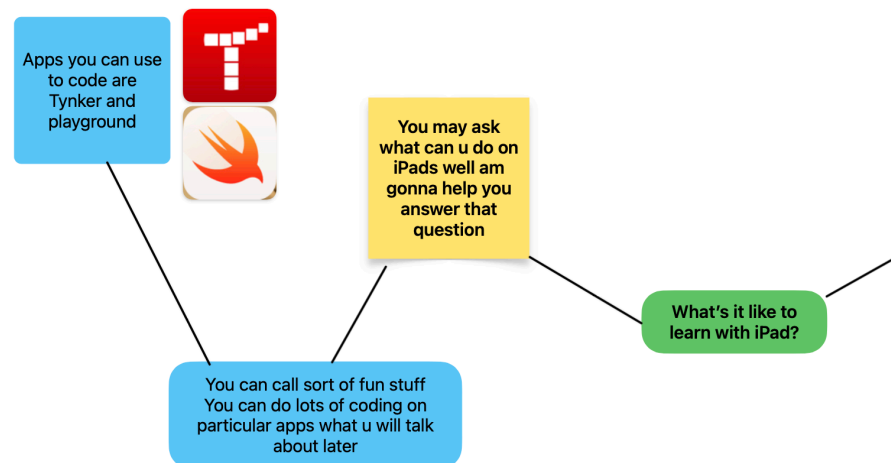 Apps you can use
to code are
Tynker and
playground
You may ask
what can u do on
iPads well am
gonna help you
answer that
question
What's it like to
learn with iPad?
You can call sort of fun stuff
You can do lots of coding on
particular apps what u will talk
about later